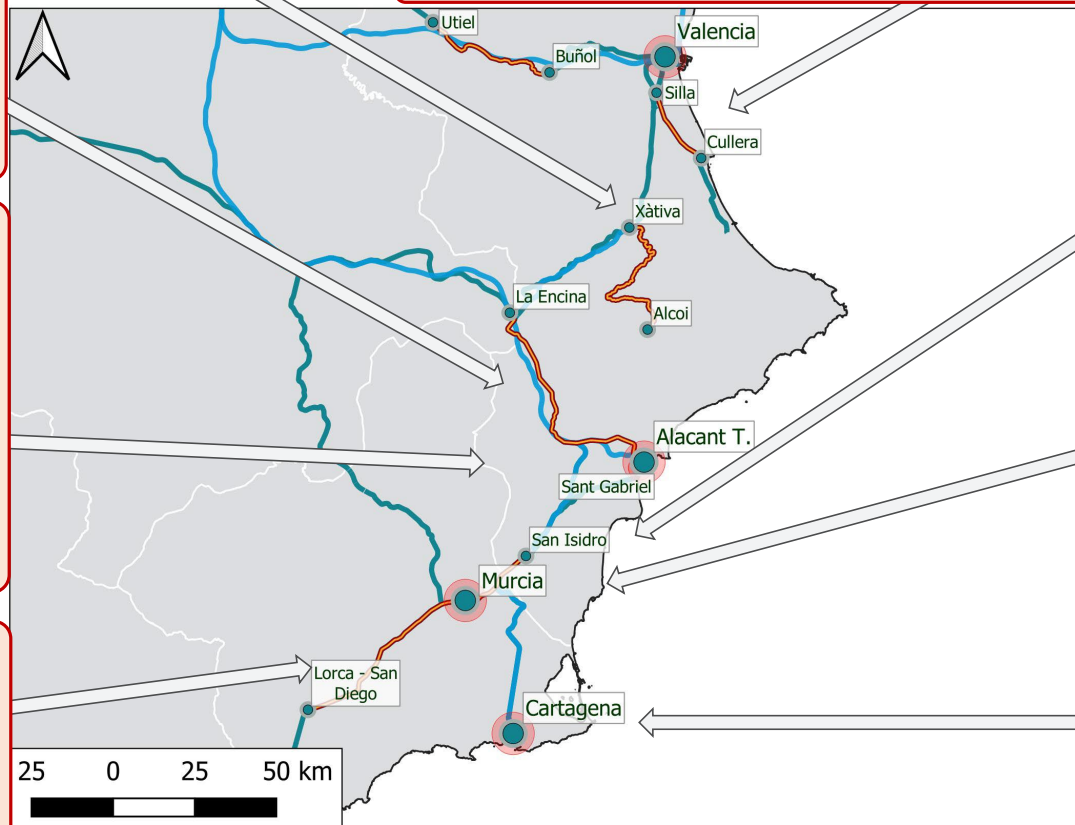 Utiel
Valencia
Buñol
Silla
Cullera
Xàtiva
La Encina
Alcoi
Alacant T.
Sant Gabriel
San Isidro
Murcia
Lorca - San
Diego
Cartagena
25 0 25 50 km